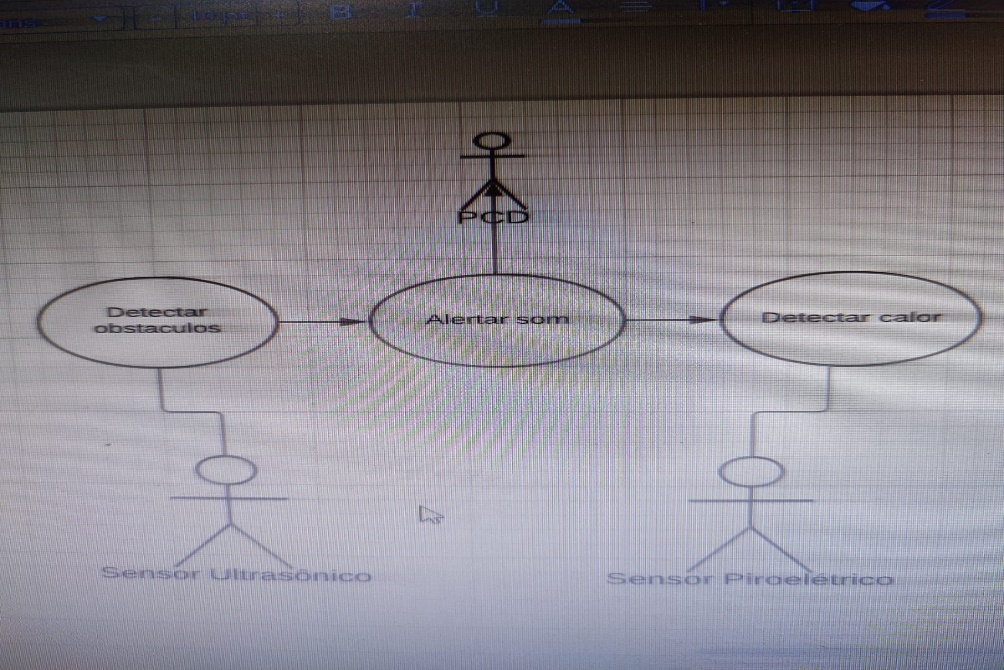 B I U A
PCD
Detectar
obstaculos
Alertar som
Detectar calor
Sensor Ultrasônico
Sensor Piroelétrico